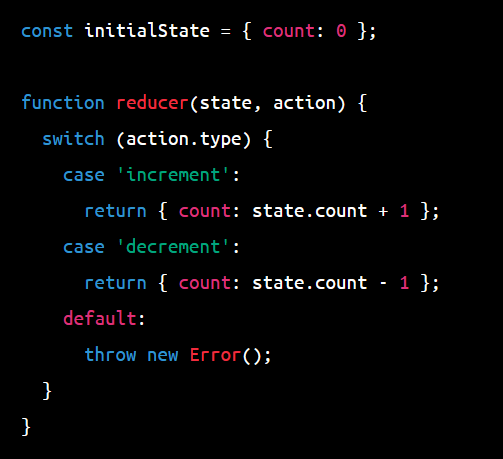 const initialState = { count: 0 };

function reducer(state, action) {
  switch (action.type) {
    case 'increment':
      return { count: state.count + 1 };
    case 'decrement':
      return { count: state.count - 1 };
    default:
      throw new Error();
  }
}